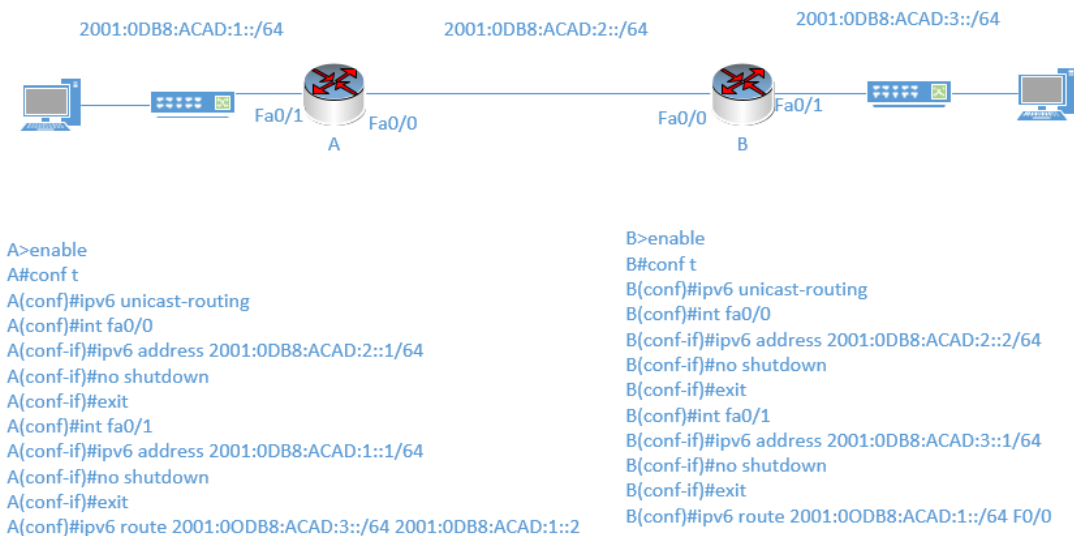 2001:0DB8:ACAD:1::/64
2001:0DB8:ACAD:2::/64
2001:0DB8:ACAD:3::/64
Fa0/1
Fa0/0
A
Fa0/0
Fa0/1
B
A>enable
A#conf t
A(conf)#ipv6 unicast-routing
A(conf)#int fa0/0
A(conf-if)#ipv6 address 2001:0DB8:ACAD:2::1/64
A(conf-if)#no shutdown
A(conf-if)#exit
A(conf)#int fa0/1
A(conf-if)#ipv6 address 2001:0DB8:ACAD:1::1/64
A(conf-if)#no shutdown
A(conf-if)#exit
A(conf)#ipv6 route 2001:0ODB8:ACAD:3::/64 2001:0DB8:ACAD:1::2
B>enable
B#conf t
B(conf)#ipv6 unicast-routing
B(conf)#int fa0/0
B(conf-if)#ipv6 address 2001:0DB8:ACAD:2::2/64
B(conf-if)#no shutdown
B(conf-if)#exit
B(conf)#int fa0/1
B(conf-if)#ipv6 address 2001:0DB8:ACAD:3::1/64
B(conf-if)#no shutdown
B(conf-if)#exit
B(conf)#ipv6 route 2001:0ODB8:ACAD:1::/64 F0/0